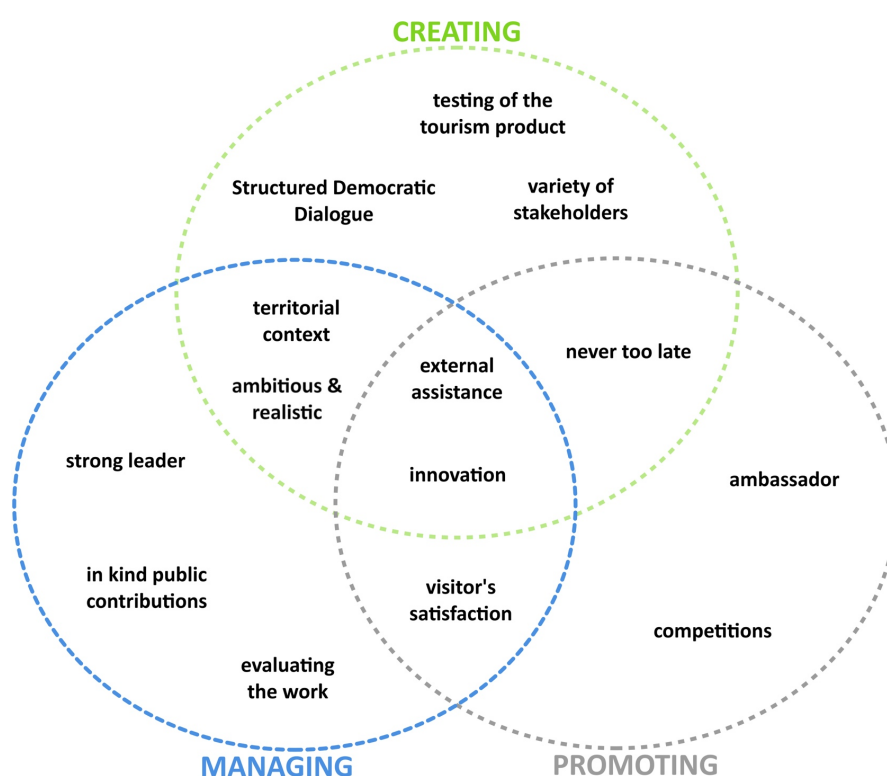 CREATING
testing of the
tourism product
Structured Democratic
Dialogue
variety of
stakeholders
territorial
context
never too late
external
assistance
ambitious &
realistic
strong leader
innovation
ambassador
in kind public
contributions
visitor's
satisfaction
competitions
evaluating
the work
MANAGING
PROMOTING